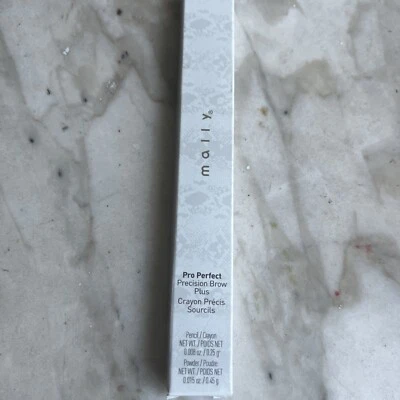 mally
Pro Perfect
Precision Brow
Plus
Crayon Précis
Sourcils
Pencil / Crayon
NET WT. / POIDS NET
0.008 oz. / 0.25 g
Powder / Poudre
NET WT. / POIDS NET
0.015 oz. / 0.45 g